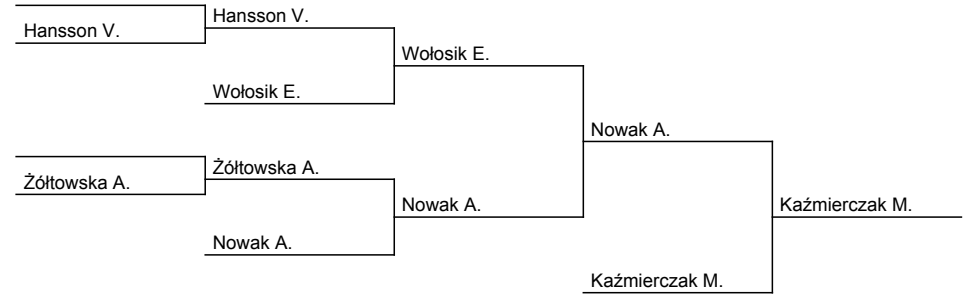 Hansson V.
Hansson V.
Wołosik E.
Wołosik E.
Nowak A.
Żółtowska A.
Żółtowska A.
Nowak A.
Kaźmierczak M.
Nowak A.
Kaźmierczak M.